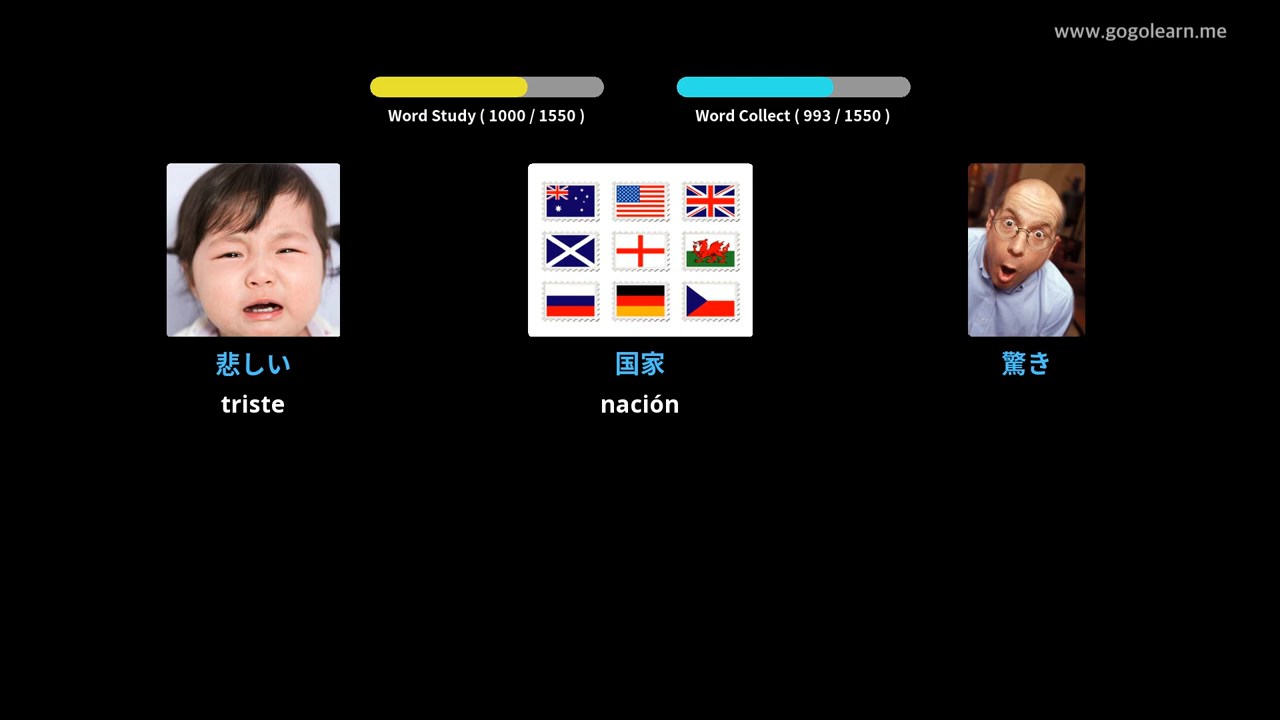 www.gogolearn.me
Word Study ( 1000 / 1550 )
Word Collect ( 993 / 1550 )
悲しい
国家
驚き
triste
nación